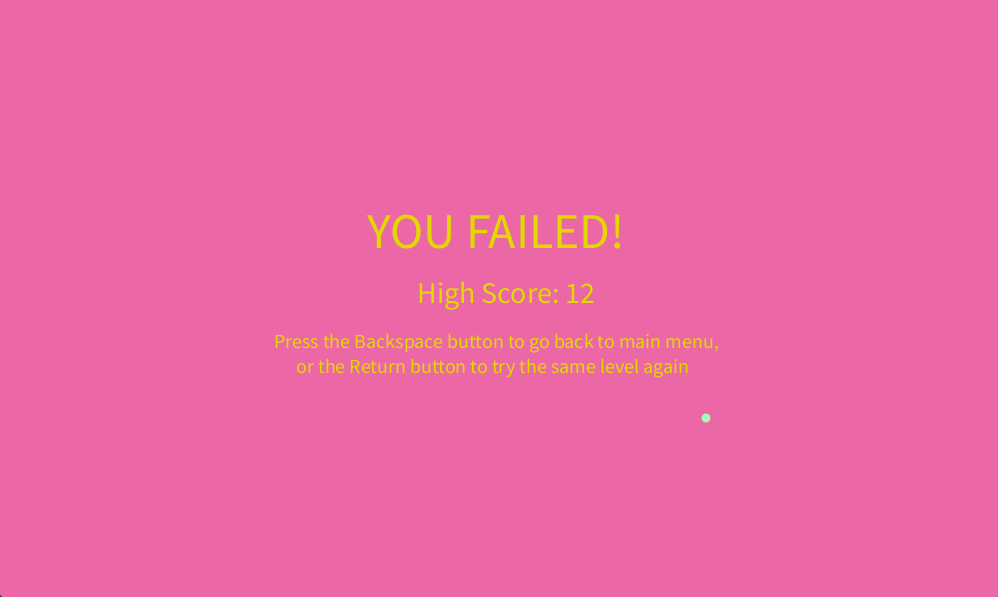 YOU FAILED!
High Score: 12
Press the Backspace button to go back to main menu,
or the Return button to try the same level again